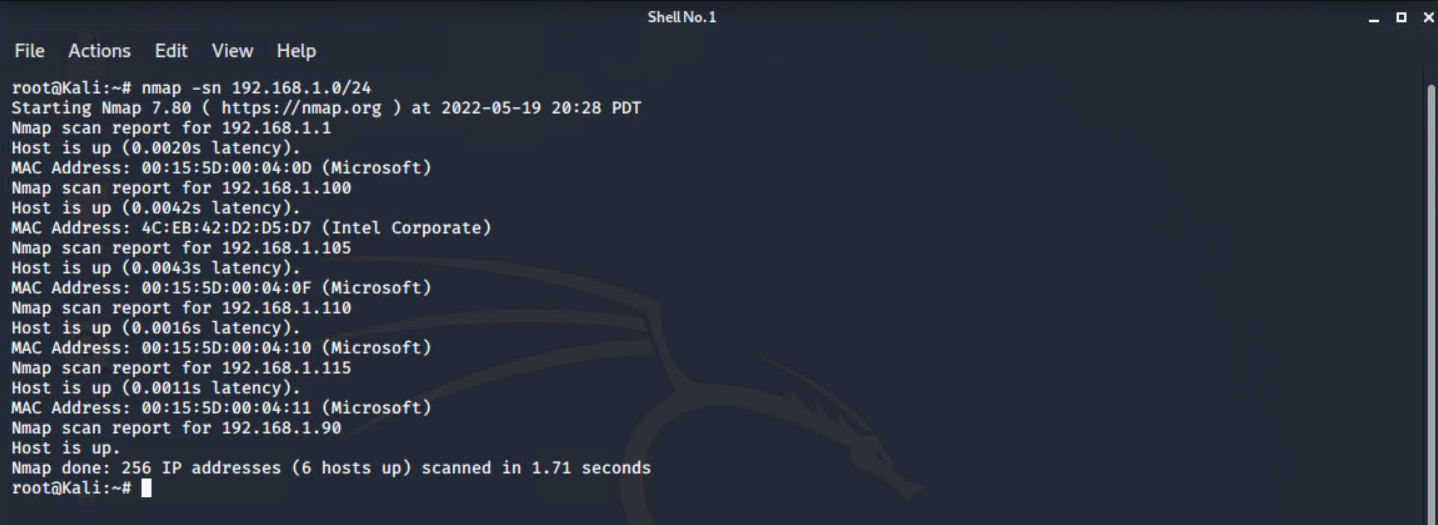 Shell No. 1
File Actions Edit View Help
root@Kali:~# nmap -sn 192.168.1.0/24
Starting Nmap 7.80 ( https://nmap.org ) at 2022-05-19 20:28 PDT
Nmap scan report for 192.168.1.1
Host is up (0.0020s latency).
MAC Address: 00:15:5D:00:04:0D (Microsoft)
Nmap scan report for 192.168.1.100
Host is up (0.0042s latency).
MAC Address: 4C:EB:42:D2:D5:D7 (Intel Corporate)
Nmap scan report for 192.168.1.105
Host is up (0.0043s latency).
MAC Address: 00:15:5D:00:04:0F (Microsoft)
Nmap scan report for 192.168.1.110
Host is up (0.0016s latency).
MAC Address: 00:15:5D:00:04:10 (Microsoft)
Nmap scan report for 192.168.1.115
Host is up (0.0011s latency).
MAC Address: 00:15:5D:00:04:11 (Microsoft)
Nmap scan report for 192.168.1.90
Host is up.
Nmap done: 256 IP addresses (6 hosts up) scanned in 1.71 seconds
root@Kali:~#